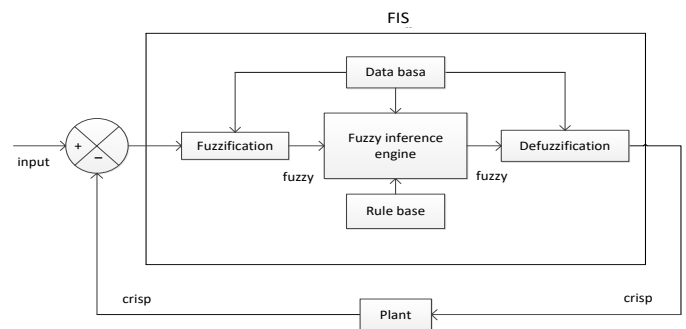 FIS
Data basa
+
−
input
Fuzzification
fuzzy
Fuzzy inference
engine
fuzzy
Defuzzification
Rule base
crisp
Plant
crisp